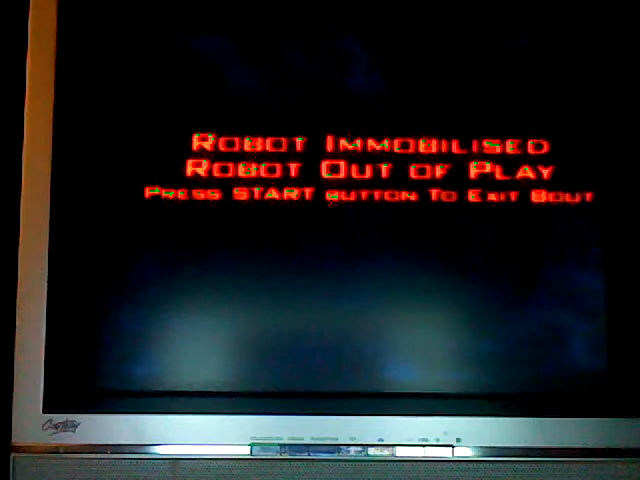 Robot Immobilised
Robot Out of Play
Press START button To Exit Bout